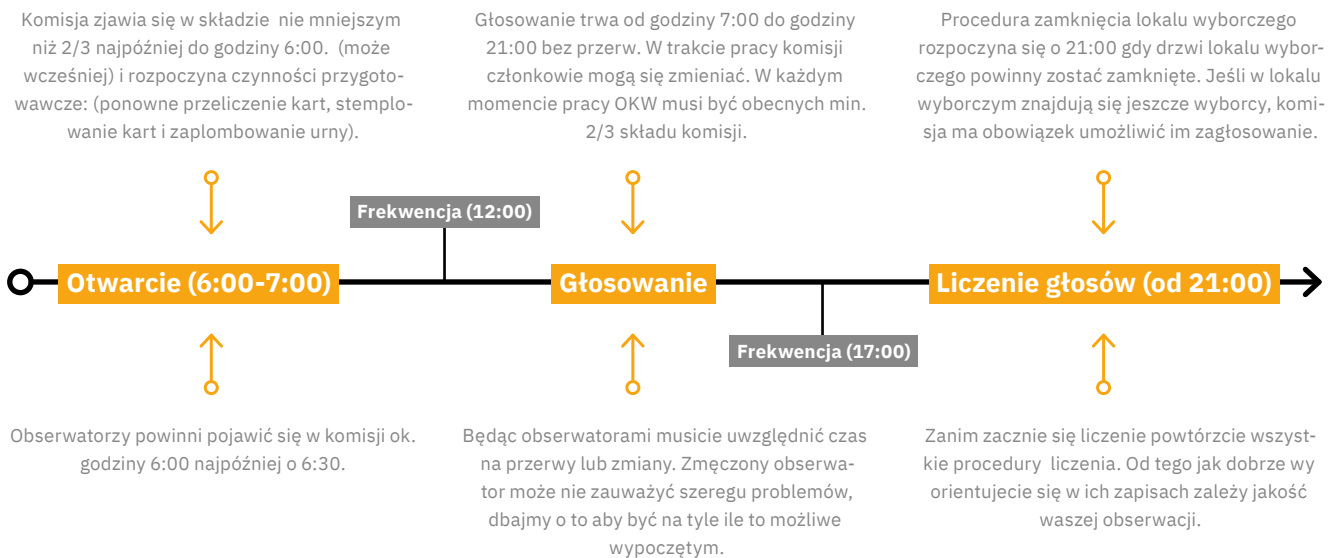 Komisja zjawia się w składzie  nie mniejszym
niż 2/3 najpóźniej do godziny 6:00.  (może
wcześniej) i rozpoczyna czynności przygoto-
wawcze: (ponowne przeliczenie kart, stemplo-
wanie kart i zaplombowanie urny).
Głosowanie trwa od godziny 7:00 do godziny
21:00 bez przerw. W trakcie pracy komisji
członkowie mogą się zmieniać. W każdym
momencie pracy OKW musi być obecnych min.
2/3 składu komisji.
Procedura zamknięcia lokalu wyborczego
rozpoczyna się o 21:00 gdy drzwi lokalu wybor-
czego powinny zostać zamknięte. Jeśli w lokalu
wyborczym znajdują się jeszcze wyborcy, komi-
sja ma obowiązek umożliwić im zagłosowanie.
Frekwencja (12:00)
Otwarcie (6:00-7:00)
Głosowanie
Liczenie głosów (od 21:00)
Frekwencja (17:00)
Obserwatorzy powinni pojawić się w komisji ok.
godziny 6:00 najpóźniej o 6:30.
Będąc obserwatorami musicie uwzględnić czas
na przerwy lub zmiany. Zmęczony obserwa-
tor może nie zauważyć szeregu problemów,
dbajmy o to aby być na tyle ile to możliwe
wypoczętym.
Zanim zacznie się liczenie powtórzcie wszyst-
kie procedury  liczenia. Od tego jak dobrze wy
orientujecie się w ich zapisach zależy jakość
waszej obserwacji.